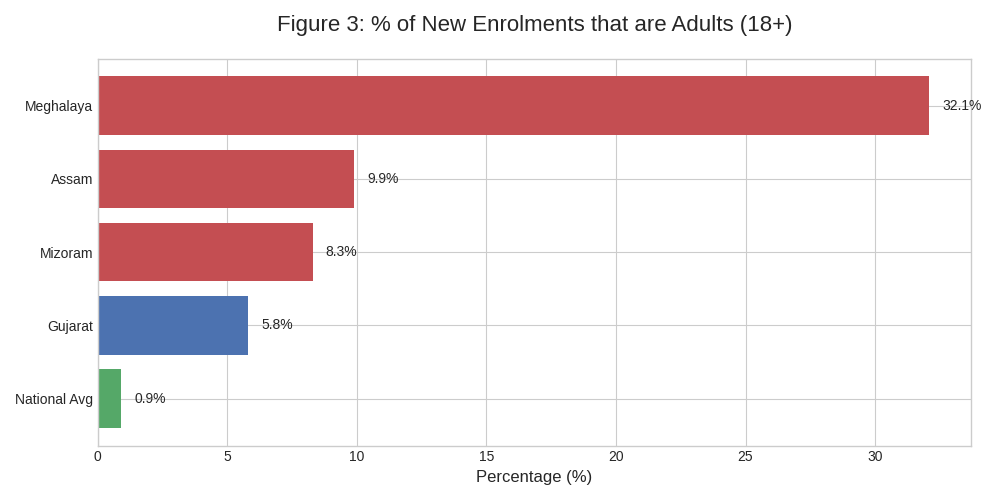 Figure 3: % of New Enrolments that are Adults (18+)
Meghalaya 32.1%
Assam 9.9%
Mizoram 8.3%
Gujarat 5.8%
National Avg 0.9%
0 5 10 15 20 25 30
Percentage (%)